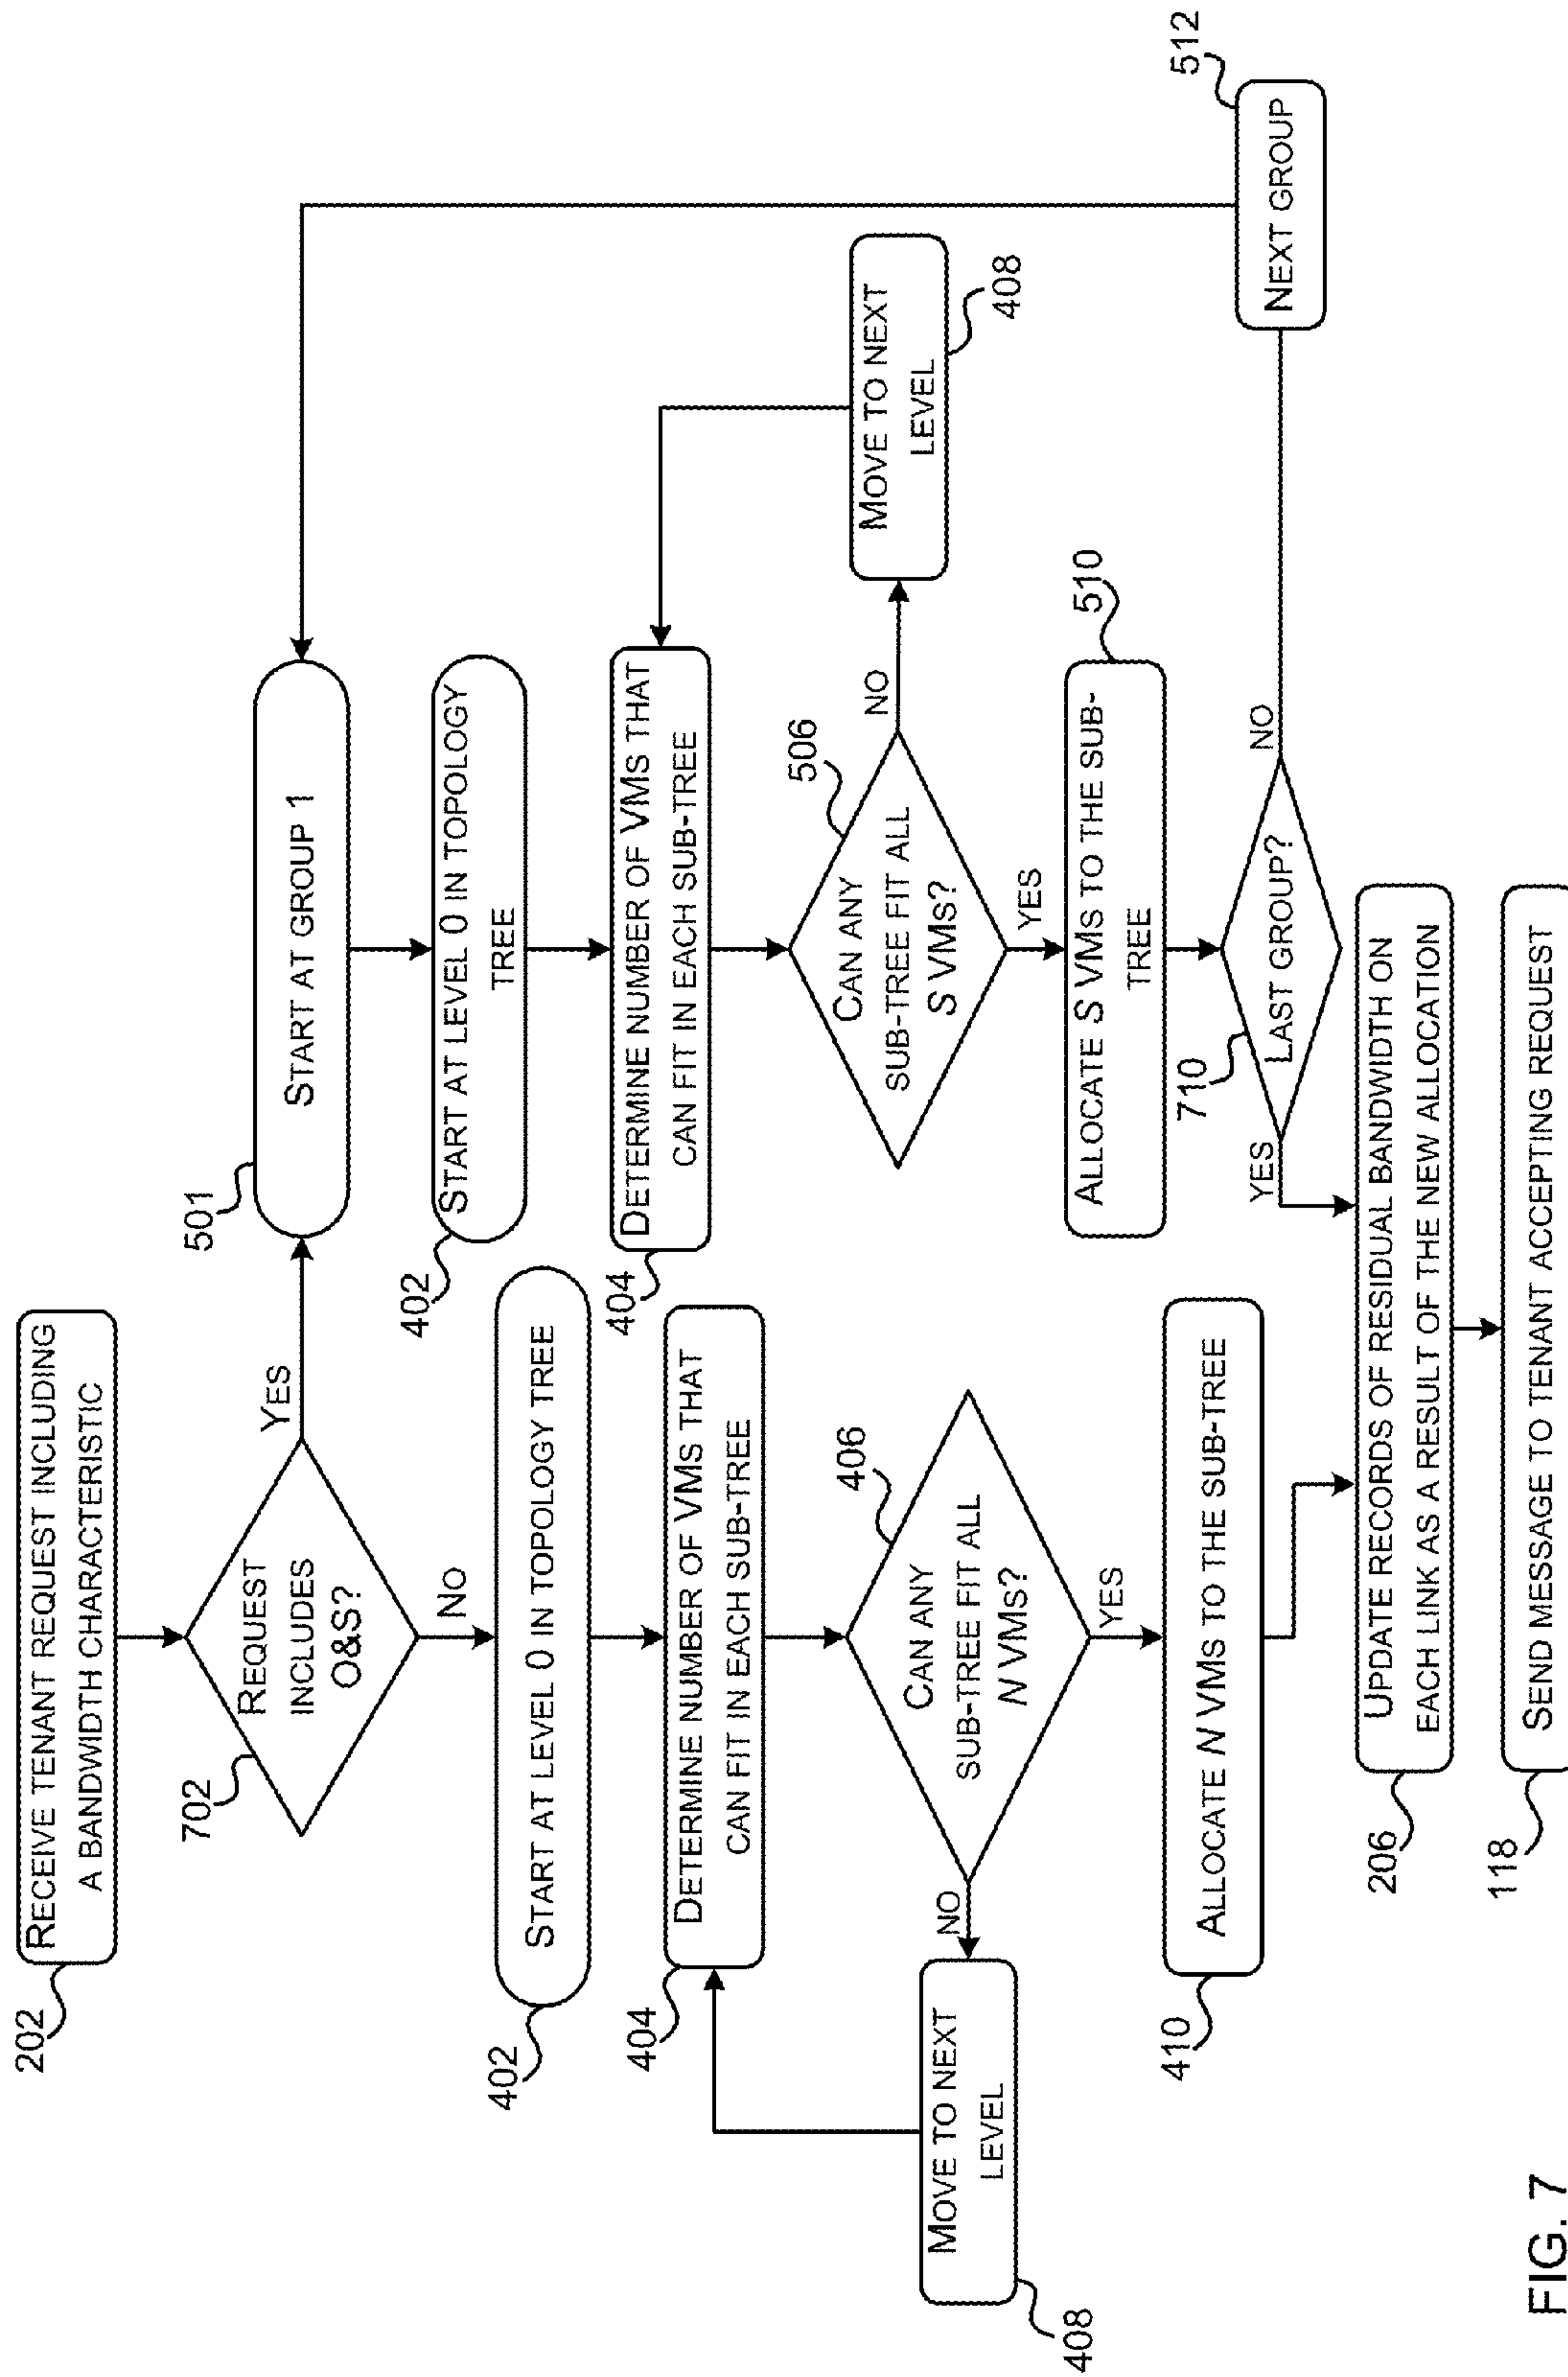 RECEIVE TENANT REQUEST INCLUDING
A BANDWIDTH CHARACTERISTIC
202
REQUEST
INCLUDES
O&S?
702
YES
NO
START AT GROUP 1
501
START AT LEVEL 0 IN TOPOLOGY TREE
402
DETERMINE NUMBER OF VMS THAT
CAN FIT IN EACH SUB-TREE
404
CAN ANY
SUB-TREE FIT ALL
N VMS?
406
NO
MOVE TO NEXT
LEVEL
408
YES
ALLOCATE N VMS TO THE SUB-TREE
410
START AT LEVEL 0 IN TOPOLOGY
TREE
402
DETERMINE NUMBER OF VMS THAT
CAN FIT IN EACH SUB-TREE
404
CAN ANY
SUB-TREE FIT ALL
S VMS?
506
NO
MOVE TO NEXT
LEVEL
408
YES
ALLOCATE S VMS TO THE SUB-
TREE
510
LAST GROUP?
710
NO
NEXT GROUP
512
YES
UPDATE RECORDS OF RESIDUAL BANDWIDTH ON
EACH LINK AS A RESULT OF THE NEW ALLOCATION
206
SEND MESSAGE TO TENANT ACCEPTING REQUEST
118
FIG. 7